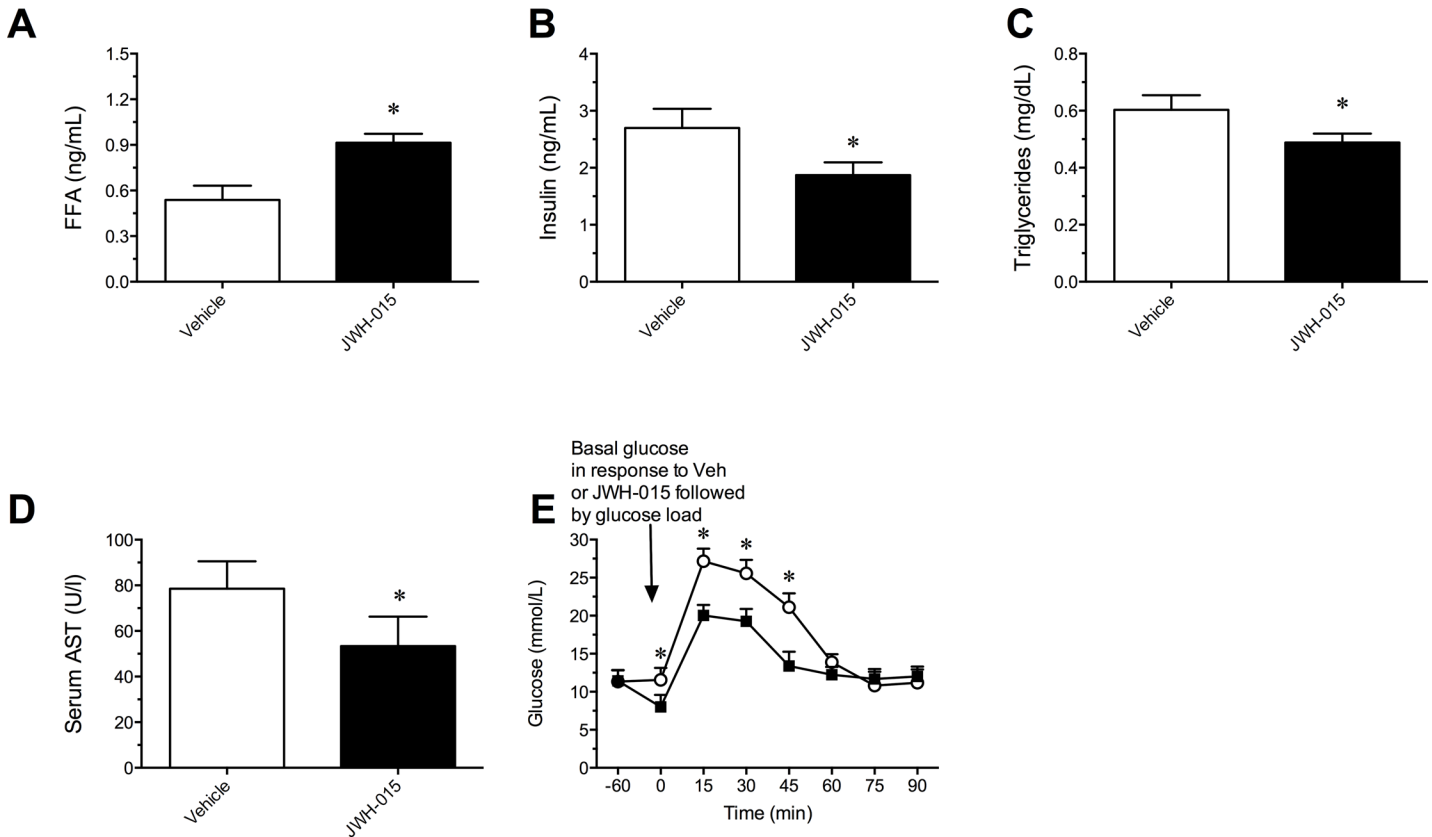 A
FFA (ng/mL)
1.5
1.2
0.9
0.6
0.3
0.0
*
Vehicle
JWH-015
B
Insulin (ng/mL)
4
3
2
1
0
*
Vehicle
JWH-015
C
Triglycerides (mg/dL)
0.8
0.6
0.4
0.2
0.0
*
Vehicle
JWH-015
D
Serum AST (U/l)
100
80
60
40
20
0
*
Vehicle
JWH-015
E
Basal glucose
in response to Veh
or JWH-015 followed
by glucose load
Glucose (mmol/L)
30
25
20
15
10
5
0
* * * *
-60 0 15 30 45 60 75 90
Time (min)